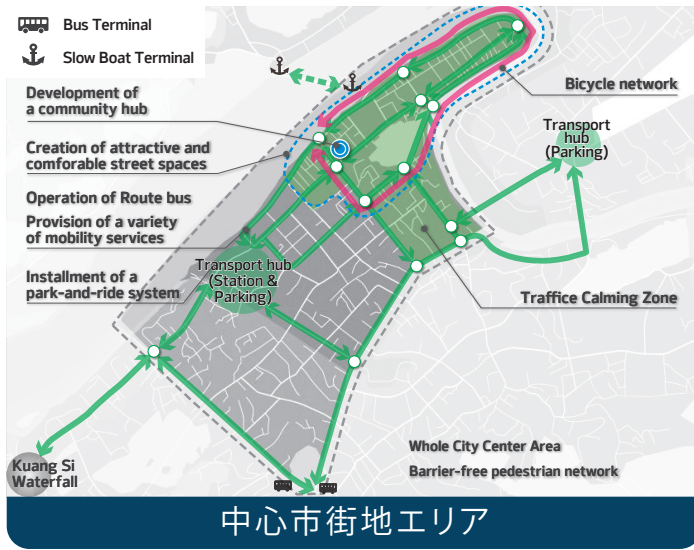 Bus Terminal
Slow Boat Terminal
Development of
a community hub
Creation of attractive and
comforable street spaces
Operation of Route bus
Provision of a variety
of mobility services
Installment of a
park-and-ride system
Bicycle network
Transport
hub
(Parking)
Transport hub
(Station &
Parking)
Traffice Calming Zone
Kuang Si
Waterfall
Whole City Center Area
Barrier-free pedestrian network
中心市街地エリア